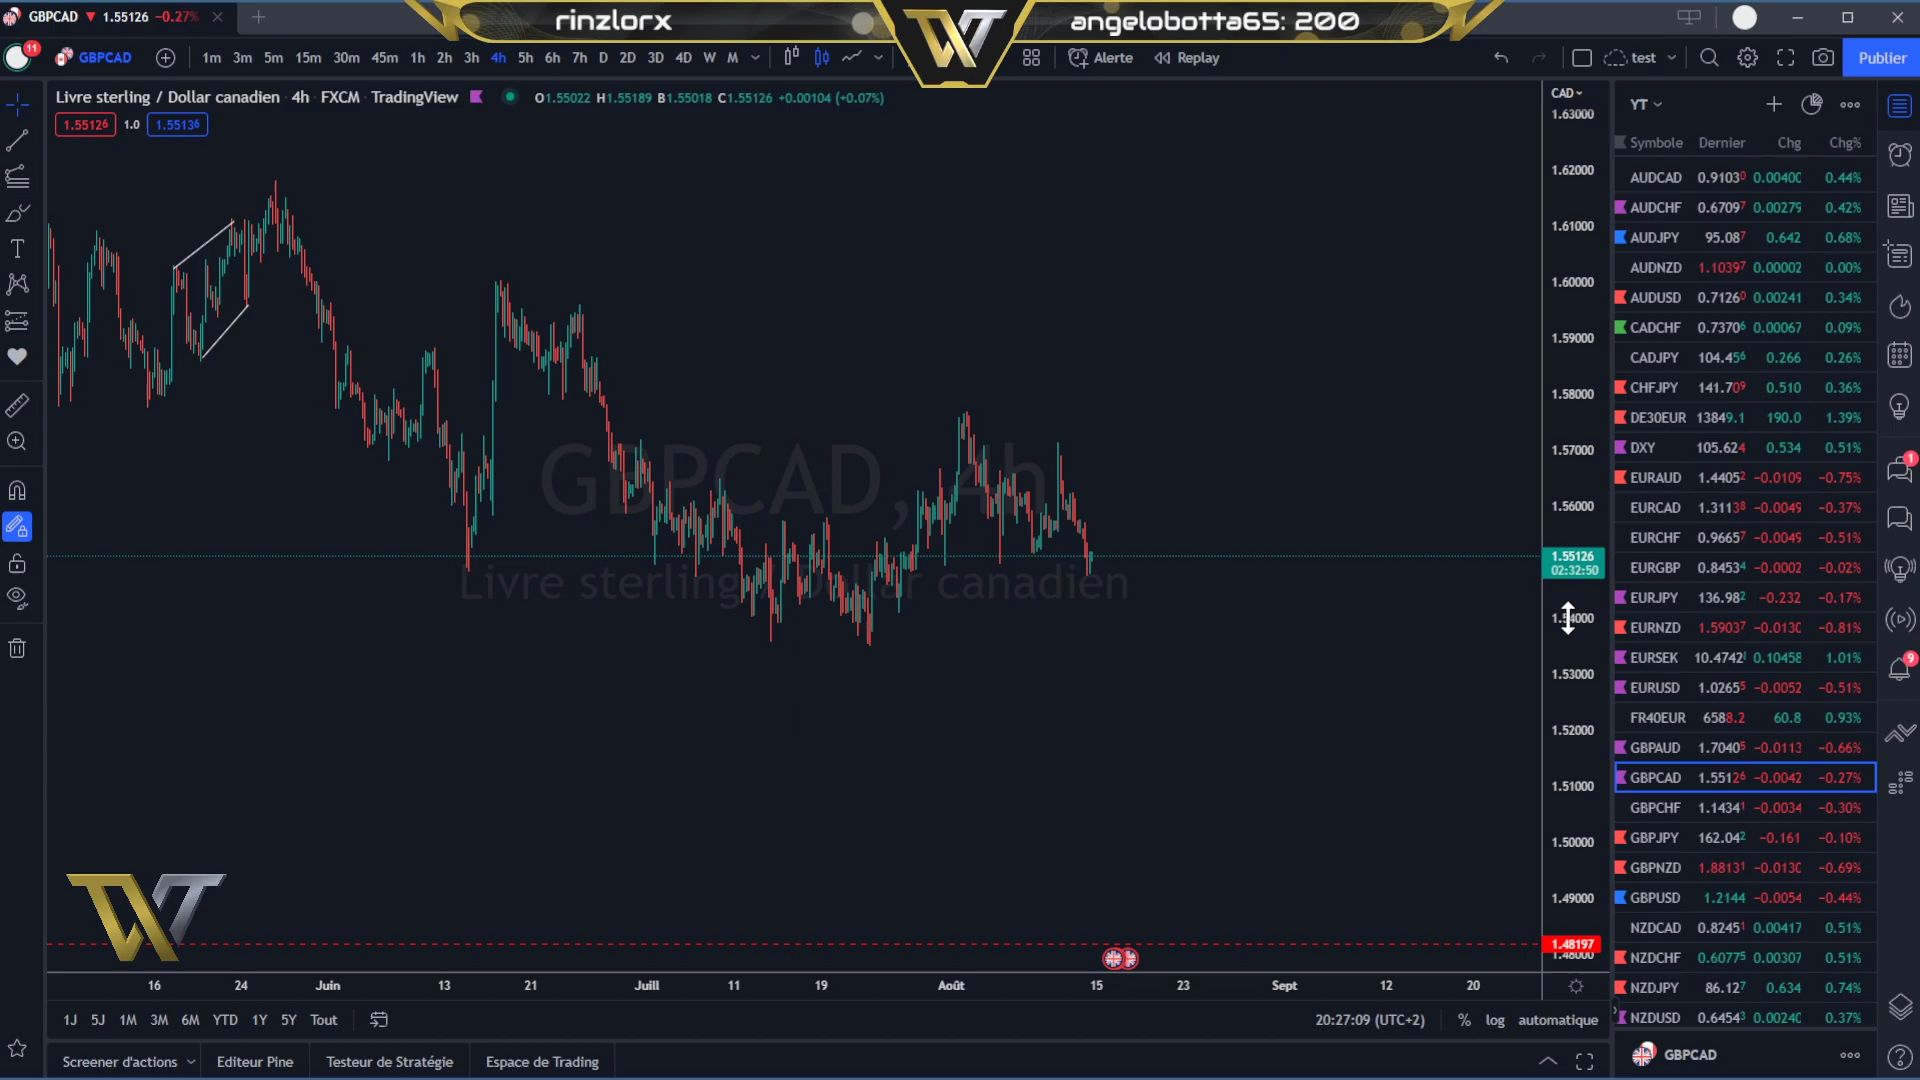 GBPCAD ▼ 1.55126 −0.27%
rinzlorx
angelobotta65: 200
11
GBPCAD
1m 3m 5m 15m 30m 45m 1h 2h 3h 4h 5h 6h 7h D 2D 3D 4D W M
Alerte
Replay
test
Publier
Livre sterling / Dollar canadien 4h FXCM TradingView
O1.55022 H1.55189 B1.55018 C1.55126 +0.00104 (+0.07%)
1.55126 1.0 1.55136
GBPCAD, 4h
Livre sterling / Dollar canadien
CAD
1.63000
1.62000
1.61000
1.60000
1.59000
1.58000
1.57000
1.56000
1.55126
02:32:50
1.54000
1.53000
1.52000
1.51000
1.50000
1.49000
1.48197
1.48000
16 24 Juin 13 21 Juill 11 19 Août 15 23 Sept 12 20
1J 5J 1M 3M 6M YTD 1Y 5Y Tout
20:27:09 (UTC+2) % log automatique
Screener d'actions Editeur Pine Testeur de Stratégie Espace de Trading
YT
Symbole Dernier Chg Chg%
AUDCAD 0.91030 0.00400 0.44%
AUDCHF 0.67097 0.00279 0.42%
AUDJPY 95.087 0.642 0.68%
AUDNZD 1.10397 0.00002 0.00%
AUDUSD 0.71260 0.00241 0.34%
CADCHF 0.73706 0.00067 0.09%
CADJPY 104.456 0.266 0.26%
CHFJPY 141.709 0.510 0.36%
DE30EUR 13849.1 190.0 1.39%
DXY 105.624 0.534 0.51%
EURAUD 1.44052 −0.0109 −0.75%
EURCAD 1.31138 −0.0049 −0.37%
EURCHF 0.96657 −0.0049 −0.51%
EURGBP 0.84534 −0.0002 −0.02%
EURJPY 136.982 −0.232 −0.17%
EURNZD 1.59037 −0.0130 −0.81%
EURSEK 10.4742 0.10458 1.01%
EURUSD 1.02655 −0.0052 −0.51%
FR40EUR 6588.2 60.8 0.93%
GBPAUD 1.70405 −0.0113 −0.66%
GBPCAD 1.55126 −0.0042 −0.27%
GBPCHF 1.14341 −0.0034 −0.30%
GBPJPY 162.042 −0.161 −0.10%
GBPNZD 1.88131 −0.0130 −0.69%
GBPUSD 1.2144 −0.0054 −0.44%
NZDCAD 0.82451 0.00417 0.51%
NZDCHF 0.60775 0.00307 0.51%
NZDJPY 86.127 0.634 0.74%
NZDUSD 0.64543 0.00240 0.37%
GBPCAD
1
9